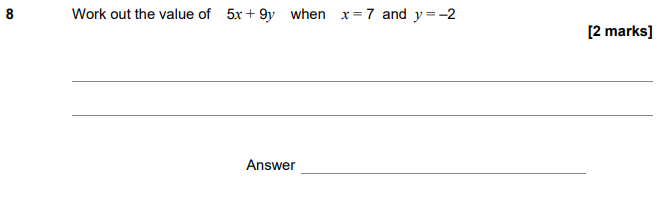 8 Work out the value of 5x + 9y when x = 7 and y = –2
[2 marks]
Answer